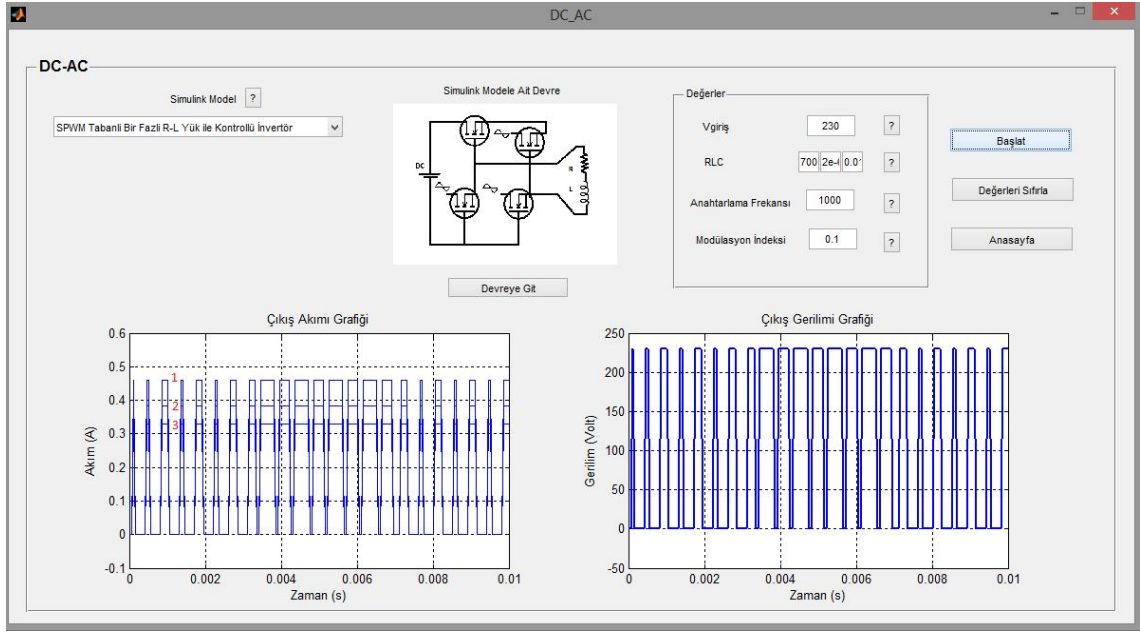 DC_AC
DC-AC
Simulink Model ?
SPWM Tabanli Bir Fazli R-L Yük ile Kontrollü İnvertör
Simulink Modele Ait Devre
DC
R
L
Devreye Git
Değerler
Vgiriş 230 ?
RLC 700 2e- 0.0 ?
Anahtarlama Frekansı 1000 ?
Modülasyon İndeksi 0.1 ?
Başlat
Değerleri Sıfırla
Anasayfa
Çıkış Akımı Grafiği
Akım (A)
0.6
0.5
0.4
0.3
0.2
0.1
0
-0.1
1
2
3
0 0.002 0.004 0.006 0.008 0.01
Zaman (s)
Çıkış Gerilimi Grafiği
Gerilim (Volt)
250
200
150
100
50
0
-50
0 0.002 0.004 0.006 0.008 0.01
Zaman (s)